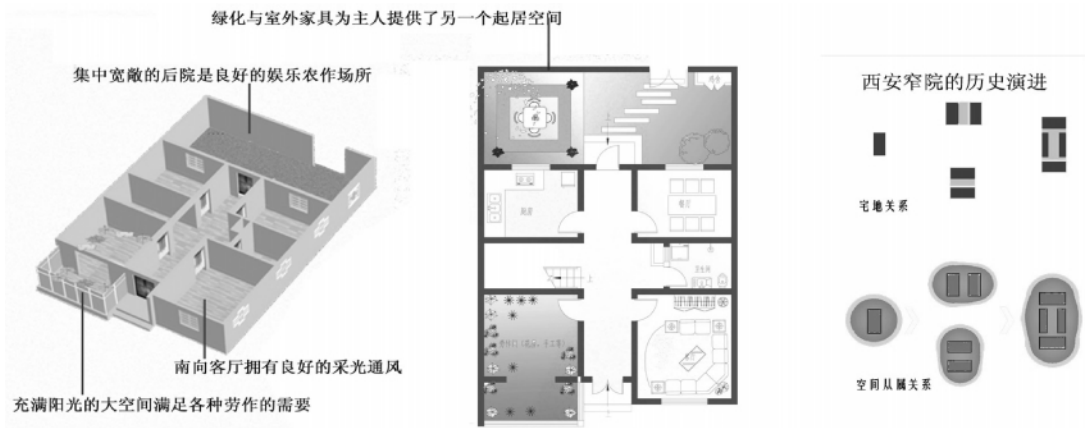 绿化与室外家具为主人提供了另一个起居空间
集中宽敞的后院是良好的娱乐农作场所
南向客厅拥有良好的采光通风
充满阳光的大空间满足各种劳作的需要
厨房
餐厅
卫生间
上
西安窄院的历史演进
宅地关系
空间从属关系